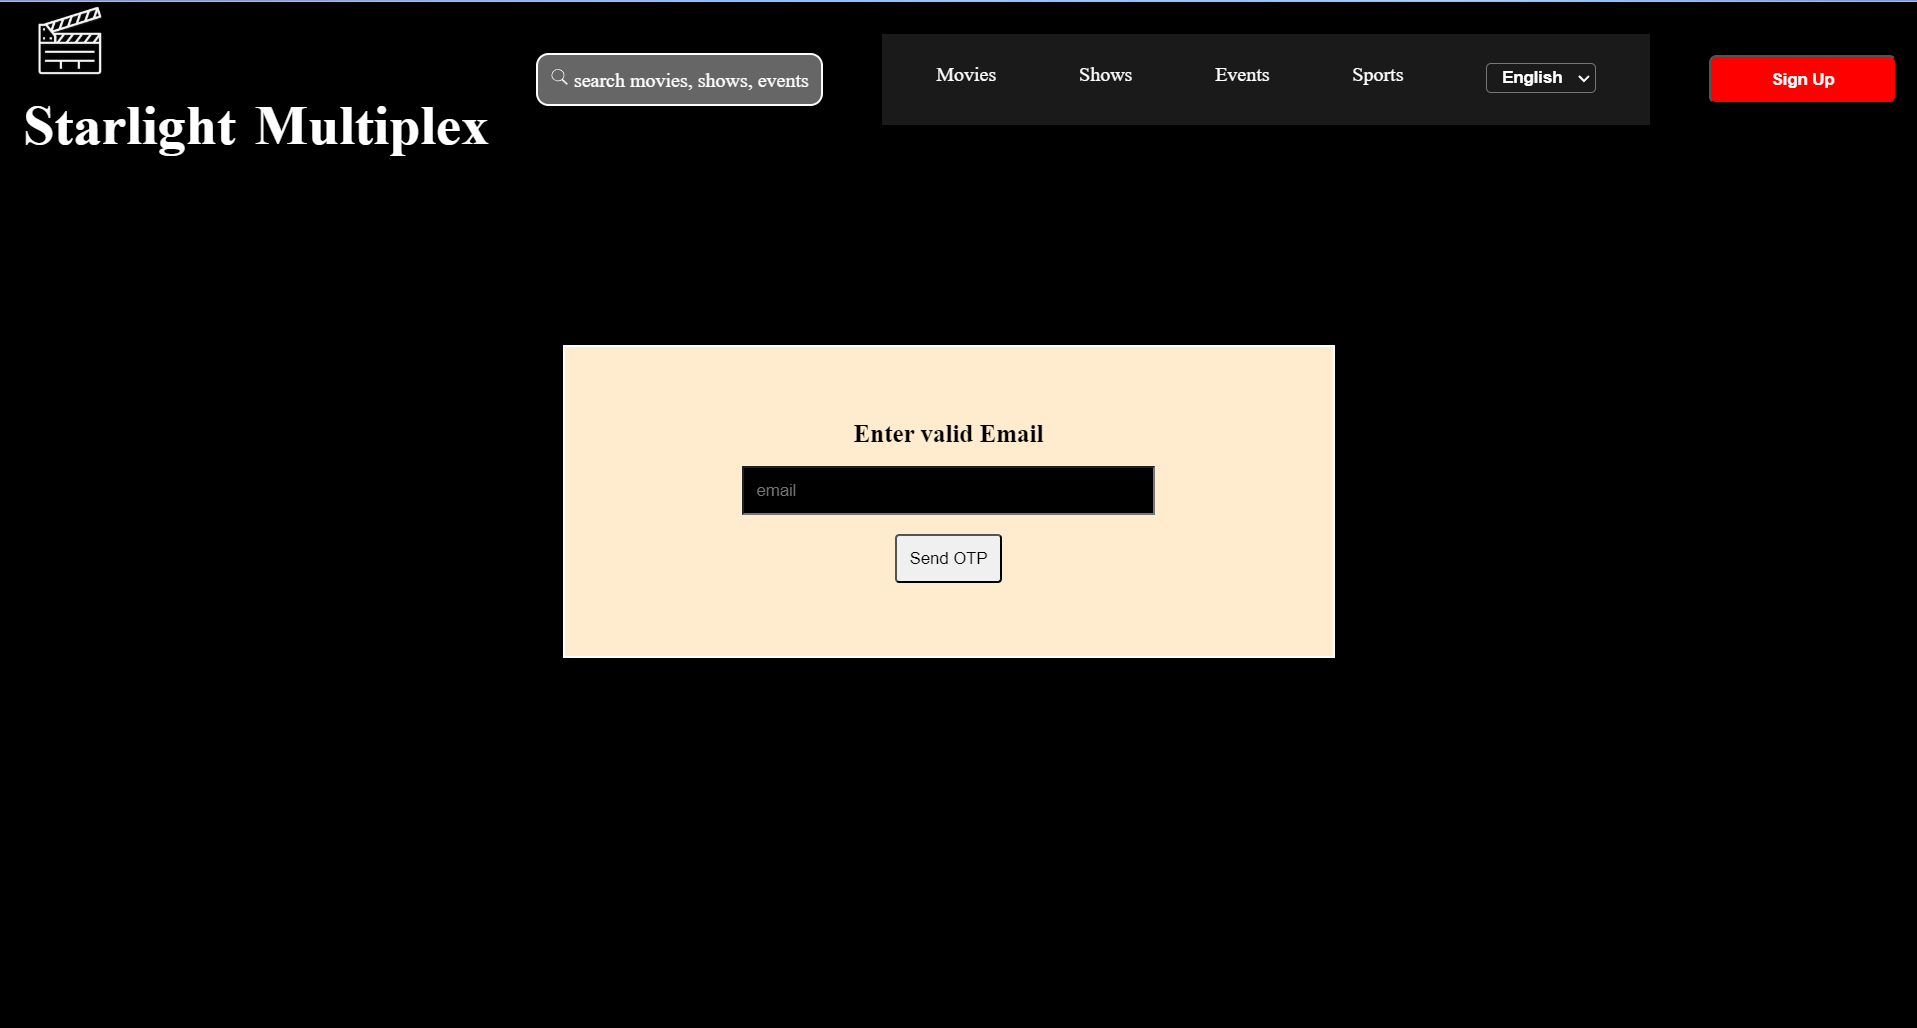 Starlight Multiplex
search movies, shows, events
Movies
Shows
Events
Sports
English
Sign Up
Enter valid Email
email
Send OTP